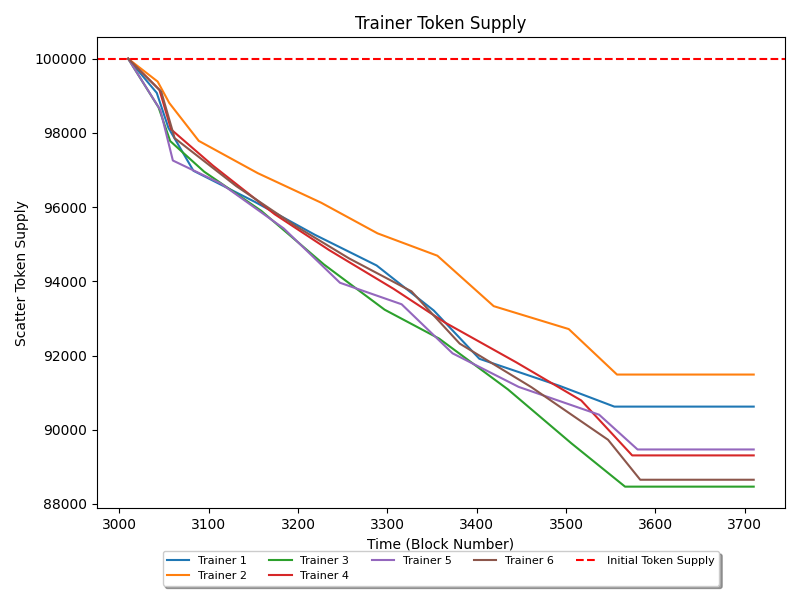 Trainer Token Supply
Scatter Token Supply
100000
98000
96000
94000
92000
90000
88000
3000 3100 3200 3300 3400 3500 3600 3700
Time (Block Number)
Trainer 1 Trainer 3 Trainer 5 Trainer 6 Initial Token Supply
Trainer 2 Trainer 4